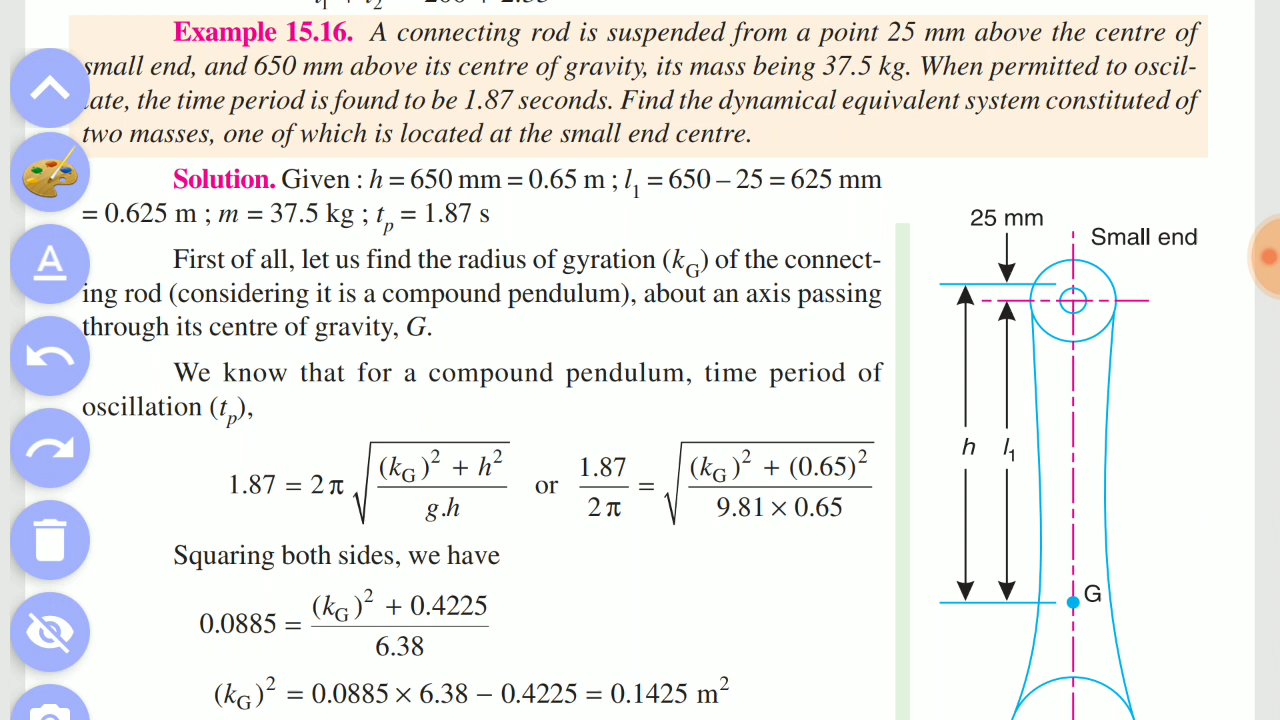 Example 15.16. A connecting rod is suspended from a point 25 mm above the centre of
small end, and 650 mm above its centre of gravity, its mass being 37.5 kg. When permitted to oscil-
ate, the time period is found to be 1.87 seconds. Find the dynamical equivalent system constituted of
two masses, one of which is located at the small end centre.
Solution. Given : h = 650 mm = 0.65 m ; l₁ = 650 – 25 = 625 mm
= 0.625 m ; m = 37.5 kg ; tₚ = 1.87 s
First of all, let us find the radius of gyration (k_G) of the connect-
ing rod (considering it is a compound pendulum), about an axis passing
through its centre of gravity, G.
We know that for a compound pendulum, time period of
oscillation (tₚ),
1.87 = 2π √(((k_G)² + h²) / g.h) or 1.87 / 2π = √(((k_G)² + (0.65)²) / 9.81 × 0.65)
Squaring both sides, we have
0.0885 = ((k_G)² + 0.4225) / 6.38
(k_G)² = 0.0885 × 6.38 – 0.4225 = 0.1425 m²
25 mm
Small end
h l₁
G
A